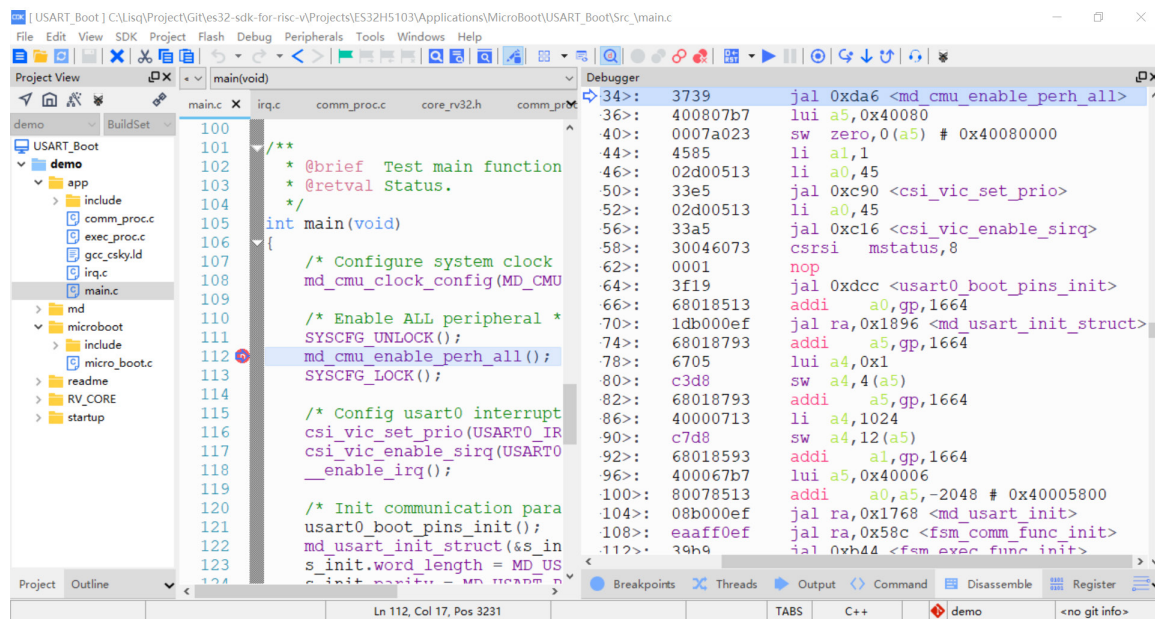 [ USART_Boot ] C:\Lisq\Project\Git\es32-sdk-for-risc-v\Projects\ES32H5103\Applications\MicroBoot\USART_Boot\Src_\main.c
File Edit View SDK Project Flash Debug Peripherals Tools Windows Help
Project View
demo BuildSet
USART_Boot
demo
app
include
comm_proc.c
exec_proc.c
gcc_csky.ld
irq.c
main.c
md
microboot
include
micro_boot.c
readme
RV_CORE
startup
Project Outline
main(void)
main.c irq.c comm_proc.c core_rv32.h comm_pro
100
101 /**
102 * @brief Test main function
103 * @retval Status.
104 */
105 int main(void)
106 {
107 /* Configure system clock
108 md_cmu_clock_config(MD_CMU
109
110 /* Enable ALL peripheral *
111 SYSCFG_UNLOCK();
112 md_cmu_enable_perh_all();
113 SYSCFG_LOCK();
114
115 /* Config usart0 interrupt
116 csi_vic_set_prio(USART0_IR
117 csi_vic_enable_sirq(USART0
118 __enable_irq();
119
120 /* Init communication para
121 usart0_boot_pins_init();
122 md_usart_init_struct(&s_in
123 s_init.word_length = MD_US
124 s_init.parity = MD_USART_P
Debugger
34>: 3739 jal 0xda6 <md_cmu_enable_perh_all>
36>: 400807b7 lui a5,0x40080
40>: 0007a023 sw zero,0(a5) # 0x40080000
44>: 4585 li a1,1
46>: 02d00513 li a0,45
50>: 33e5 jal 0xc90 <csi_vic_set_prio>
52>: 02d00513 li a0,45
56>: 33a5 jal 0xc16 <csi_vic_enable_sirq>
58>: 30046073 csrsi mstatus,8
62>: 0001 nop
64>: 3f19 jal 0xdcc <usart0_boot_pins_init>
66>: 68018513 addi a0,gp,1664
70>: 1db000ef jal ra,0x1896 <md_usart_init_struct>
74>: 68018793 addi a5,gp,1664
78>: 6705 lui a4,0x1
80>: c3d8 sw a4,4(a5)
82>: 68018793 addi a5,gp,1664
86>: 40000713 li a4,1024
90>: c7d8 sw a4,12(a5)
92>: 68018593 addi a1,gp,1664
96>: 400067b7 lui a5,0x40006
100>: 80078513 addi a0,a5,-2048 # 0x40005800
104>: 08b000ef jal ra,0x1768 <md_usart_init>
108>: eaaff0ef jal ra,0x58c <fsm_comm_func_init>
112>: 39b9 jal 0xb44 <fsm_exec_func_init>
Breakpoints Threads Output Command Disassemble Register
Ln 112, Col 17, Pos 3231 TABS C++ demo <no git info>